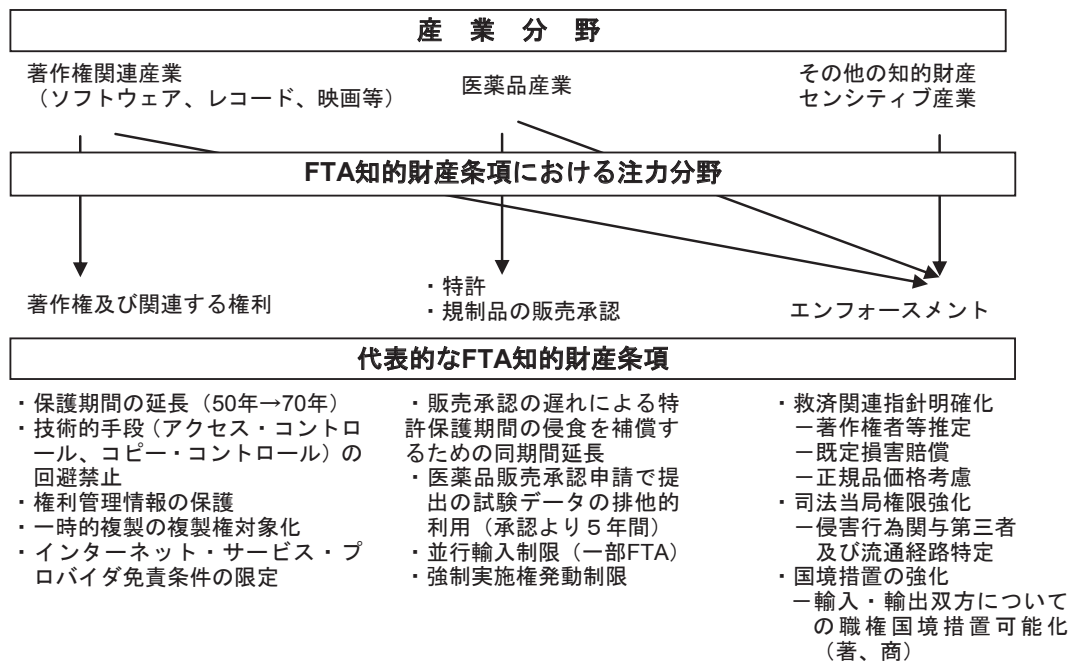 産 業 分 野
著作権関連産業
（ソフトウェア、レコード、映画等）
医薬品産業
その他の知的財産
センシティブ産業
FTA知的財産条項における注力分野
著作権及び関連する権利
・特許
・規制品の販売承認
エンフォースメント
代表的なFTA知的財産条項
・保護期間の延長（50年→70年）
・技術的手段（アクセス・コントロ
ール、コピー・コントロール）の
回避禁止
・権利管理情報の保護
・一時的複製の複製権対象化
・インターネット・サービス・プ
ロバイダ免責条件の限定
・販売承認の遅れによる特
許保護期間の侵食を補償す
るための同期間延長
・医薬品販売承認申請で提
出の試験データの排他的
利用（承認より５年間）
・並行輸入制限（一部FTA）
・強制実施権発動制限
・救済関連指針明確化
－著作権者等推定
－既定損害賠償
－正規品価格考慮
・司法当局権限強化
－侵害行為関与第三者
及び流通経路特定
・国境措置の強化
－輸入・輸出双方について
の職権国境措置可能化
（著、商）